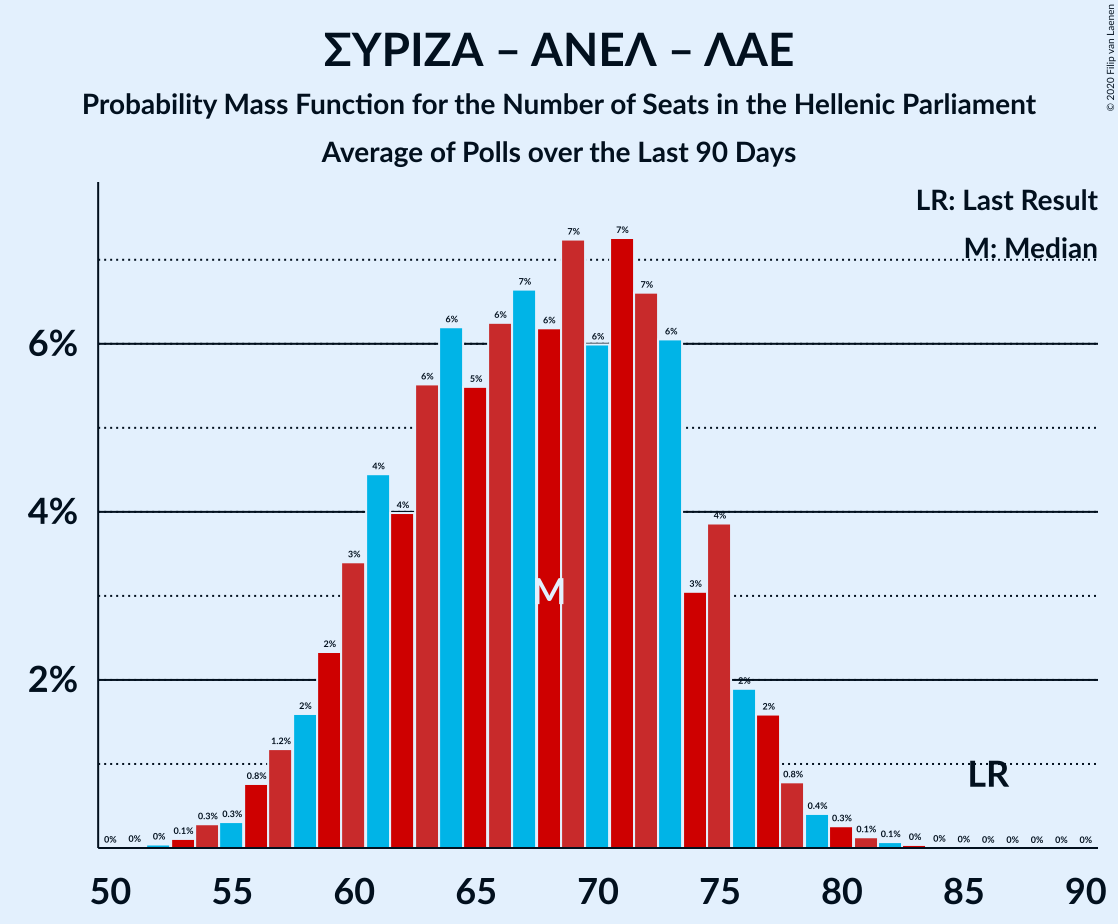 ΣΥΡΙΖΑ – ΑΝΕΛ – ΛΑΕ
Probability Mass Function for the Number of Seats in the Hellenic Parliament
Average of Polls over the Last 90 Days
© 2020 Filip van Laenen
LR: Last Result
M: Median
6%
4%
2%
0% 0% 0% 0.1% 0.3% 0.3% 0.8% 1.2% 2% 2% 3% 4% 4% 6% 6% 5% 6% 7% 6% 7% 6% 7% 7% 6% 3% 4% 2% 2% 0.8% 0.4% 0.3% 0.1% 0.1% 0% 0% 0% 0% 0% 0% 0% 0%
M
LR
50 55 60 65 70 75 80 85 90